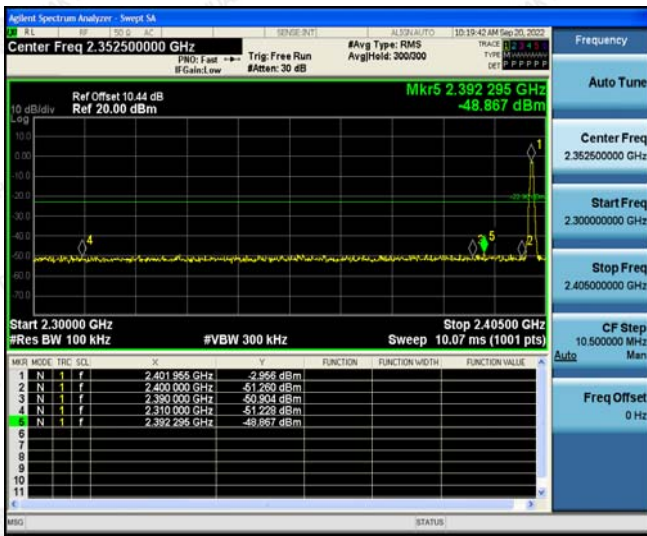 Agilent Spectrum Analyzer - Swept SA
RL RF 50 Ω AC SENSE:INT ALIGN AUTO 10:19:42 AM Sep 20, 2022
Center Freq 2.352500000 GHz
PNO: Fast
IFGain:Low
Trig: Free Run
#Atten: 30 dB
#Avg Type: RMS
Avg|Hold: 300/300
TRACE 1 2 3 4 5 6
TYPE
DET P P P P P P
Ref Offset 10.44 dB
Ref 20.00 dBm
10 dB/div
Log
Mkr5 2.392 295 GHz
-48.867 dBm
10.0
0.00
-10.0
-20.0
-30.0
-40.0
-50.0
-60.0
-70.0
1
4
5
2
Start 2.30000 GHz
Stop 2.40500 GHz
#Res BW 100 kHz
#VBW 300 kHz
Sweep 10.07 ms (1001 pts)
MKR MODE TRC SCL X Y FUNCTION FUNCTION WIDTH FUNCTION VALUE
1 N 1 f 2.401 955 GHz -2.956 dBm
2 N 1 f 2.400 000 GHz -51.260 dBm
3 N 1 f 2.390 000 GHz -50.904 dBm
4 N 1 f 2.310 000 GHz -51.228 dBm
5 N 1 f 2.392 295 GHz -48.867 dBm
6
7
8
9
10
11
MSG
STATUS
Frequency
Auto Tune
Center Freq
2.352500000 GHz
Start Freq
2.300000000 GHz
Stop Freq
2.405000000 GHz
CF Step
10.500000 MHz
Auto Man
Freq Offset
0 Hz